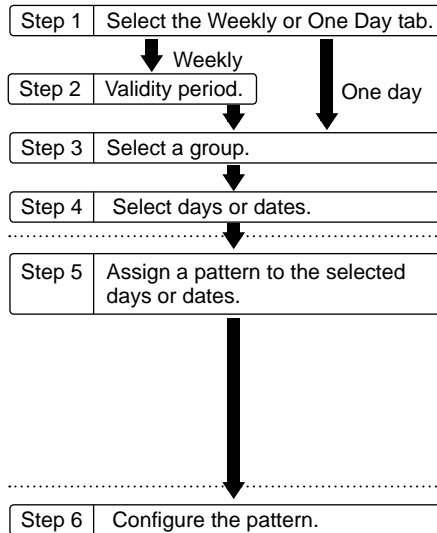 Step 1 Select the Weekly or One Day tab.
Weekly
Step 2 Validity period.
One day
Step 3 Select a group.
Step 4 Select days or dates.
Step 5 Assign a pattern to the selected
days or dates.
Step 6 Configure the pattern.